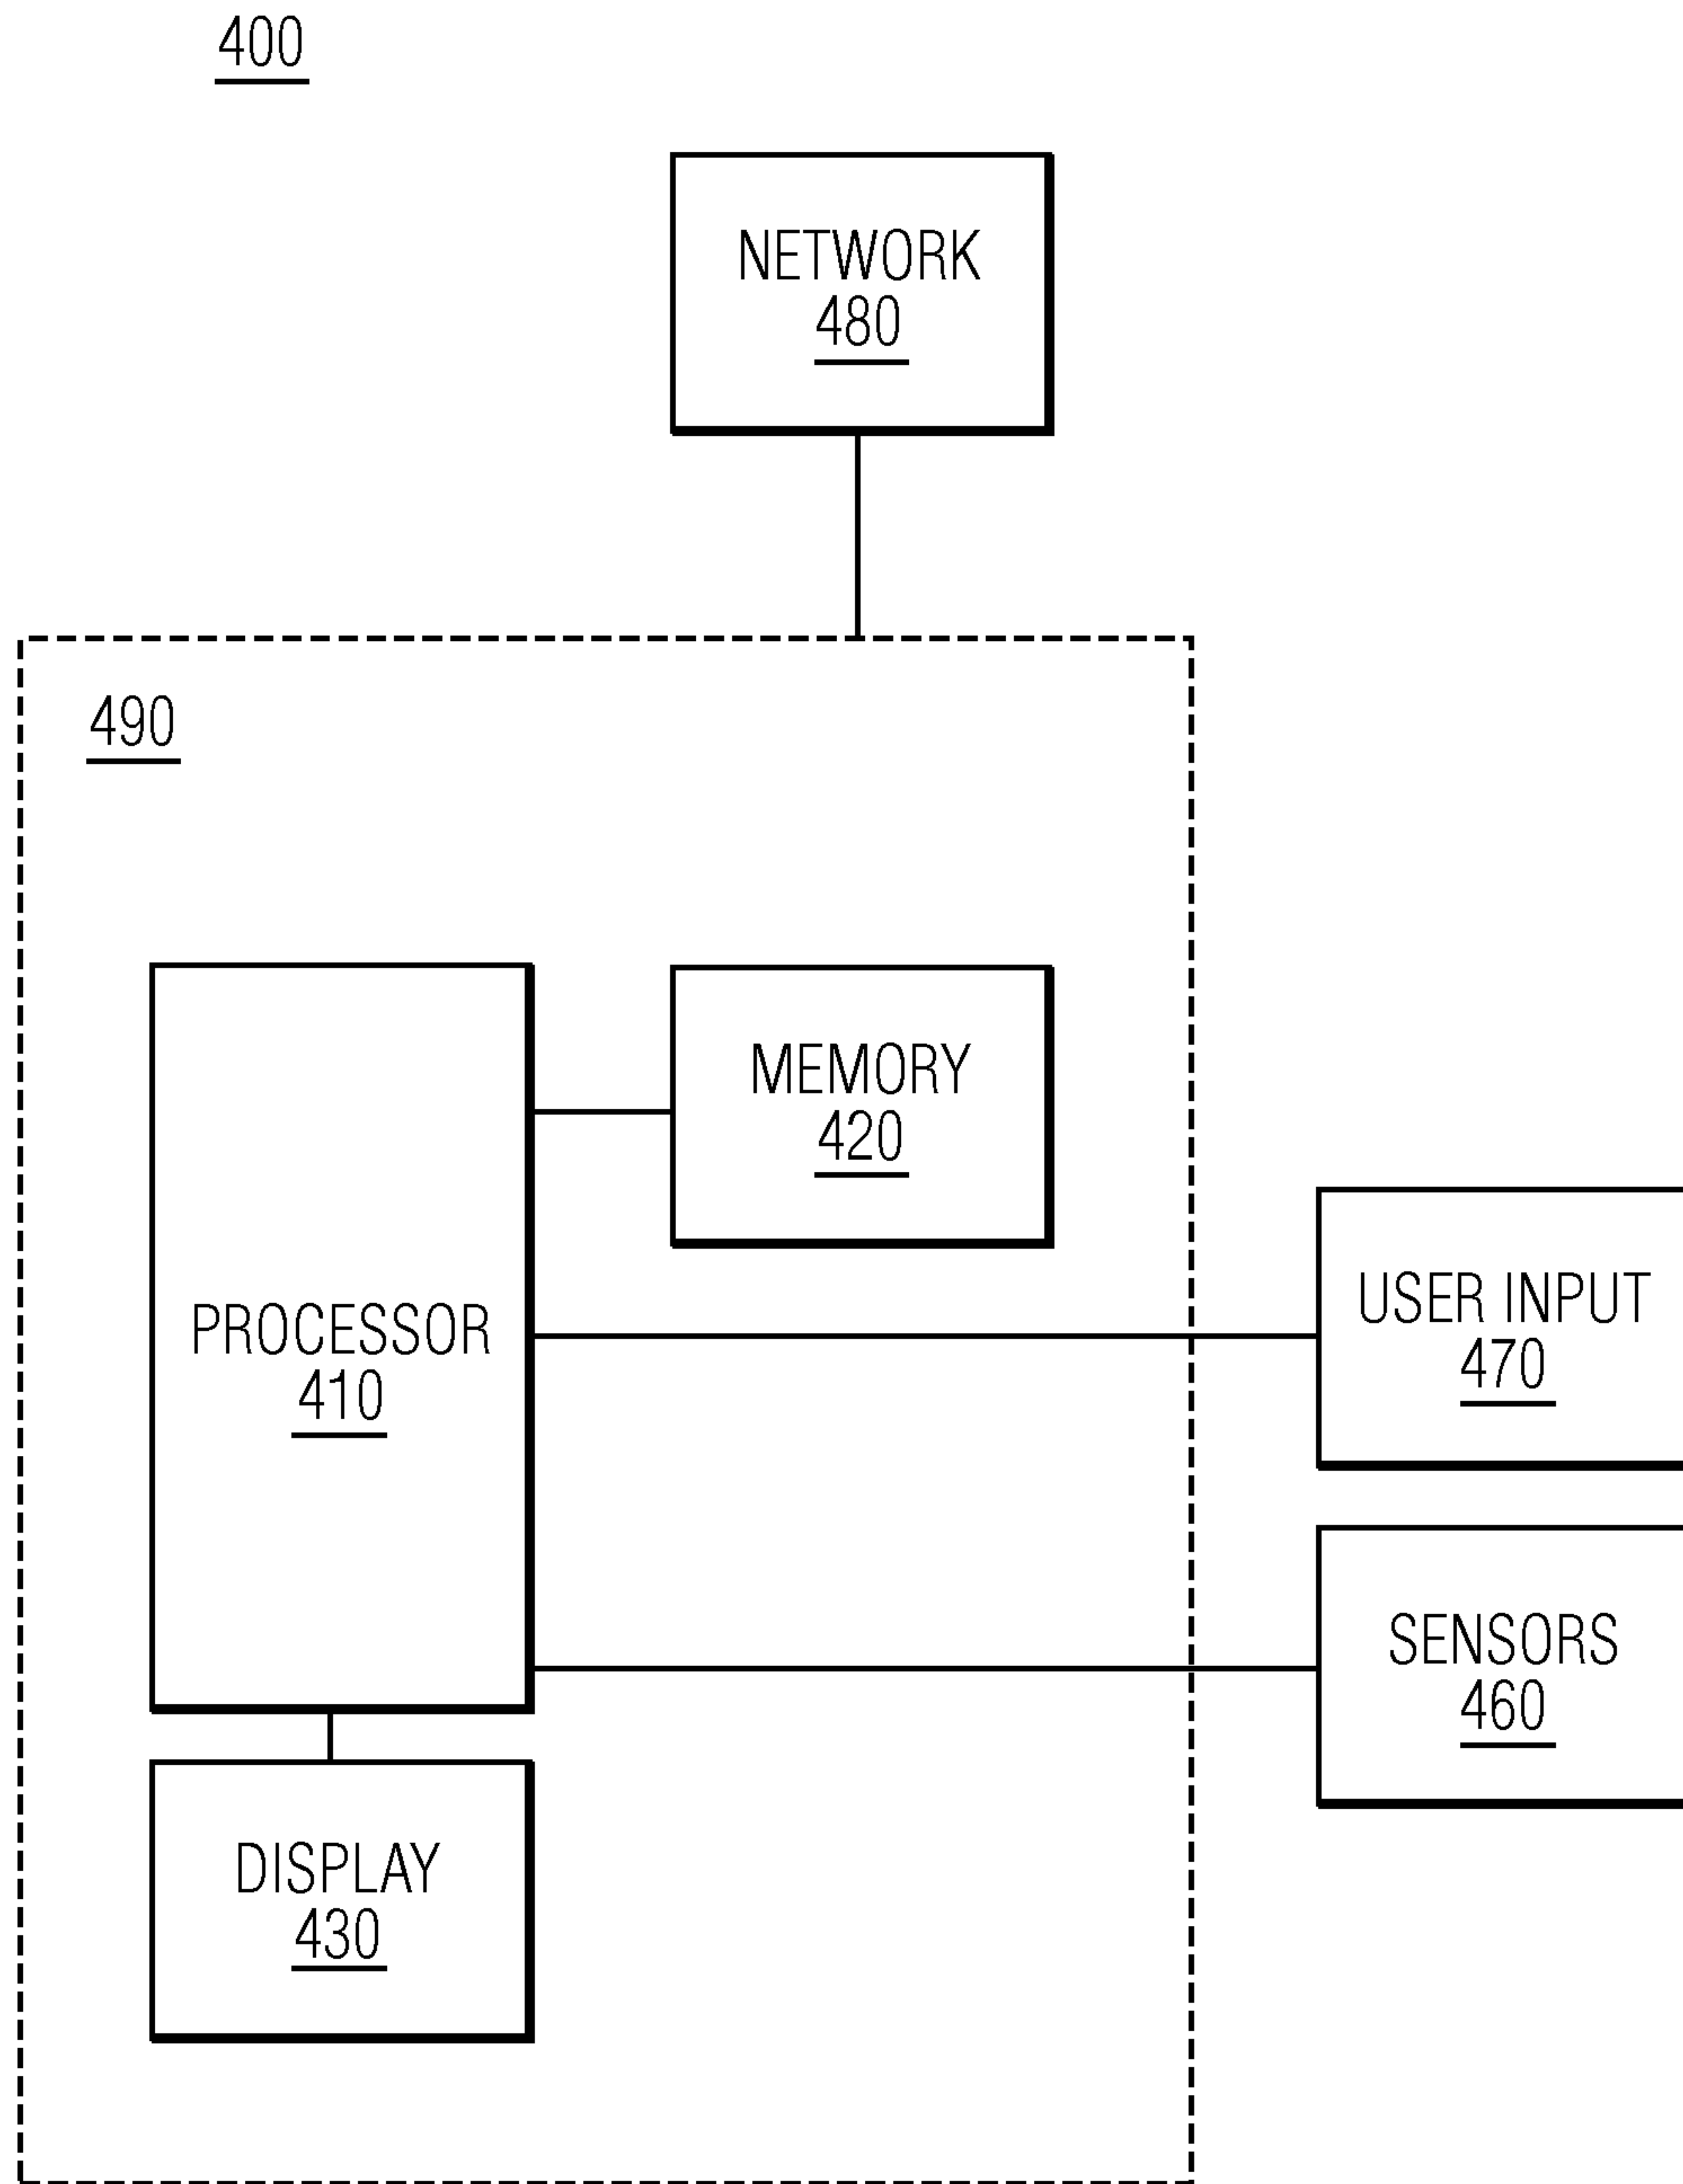 400
NETWORK
480
490
MEMORY
420
PROCESSOR
410
USER INPUT
470
SENSORS
460
DISPLAY
430